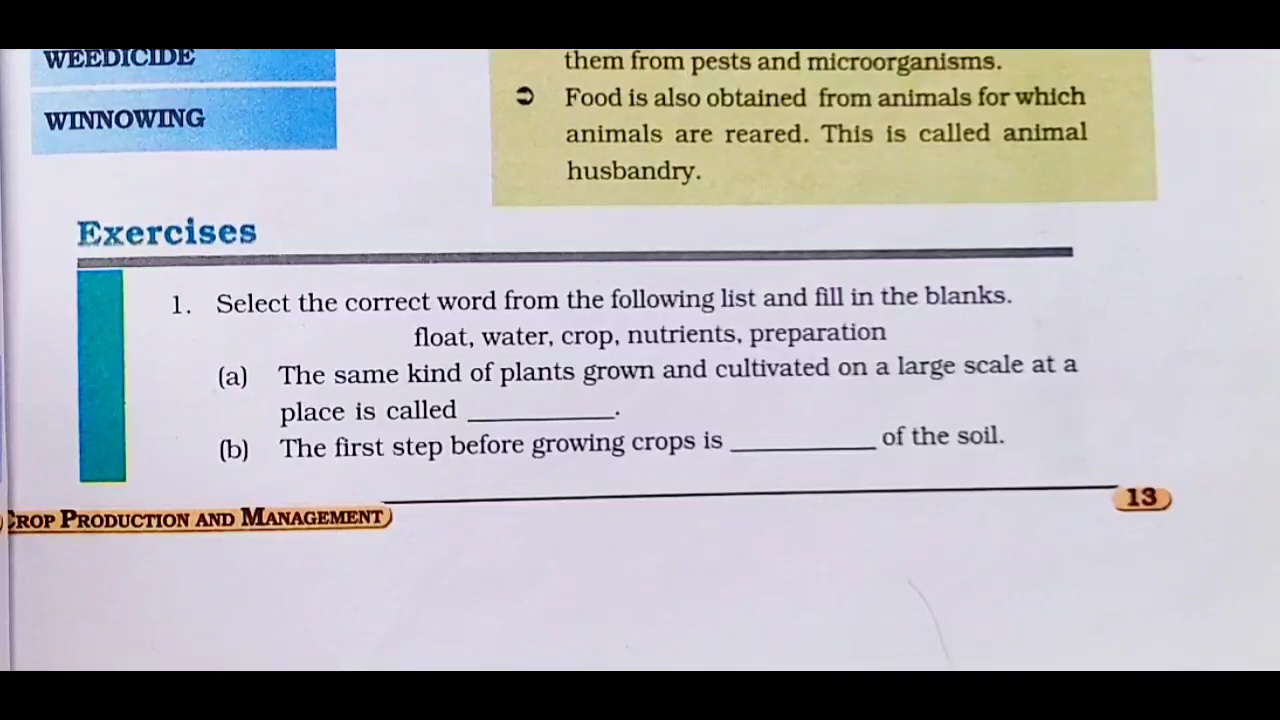 WEEDICIDE
WINNOWING
them from pests and microorganisms.
➲ Food is also obtained from animals for which
animals are reared. This is called animal
husbandry.
Exercises
1. Select the correct word from the following list and fill in the blanks.
float, water, crop, nutrients, preparation
(a) The same kind of plants grown and cultivated on a large scale at a
place is called __________.
(b) The first step before growing crops is __________ of the soil.
CROP PRODUCTION AND MANAGEMENT
13